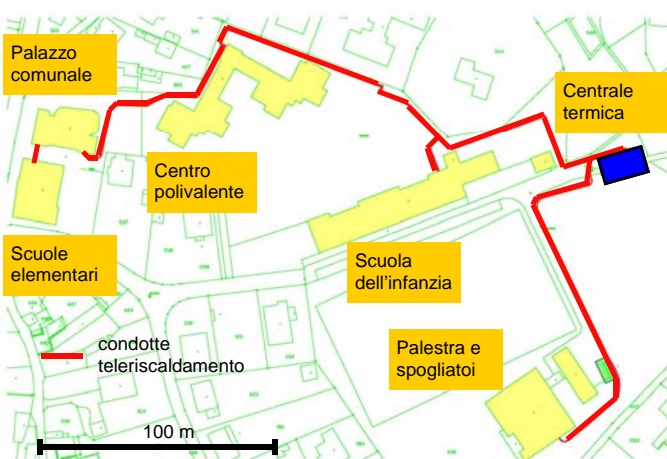 Palazzo
comunale
Centrale
termica
Centro
polivalente
Scuole
elementari
Scuola
dell'infanzia
condotte
teleriscaldamento
Palestra e
spogliatoi
100 m